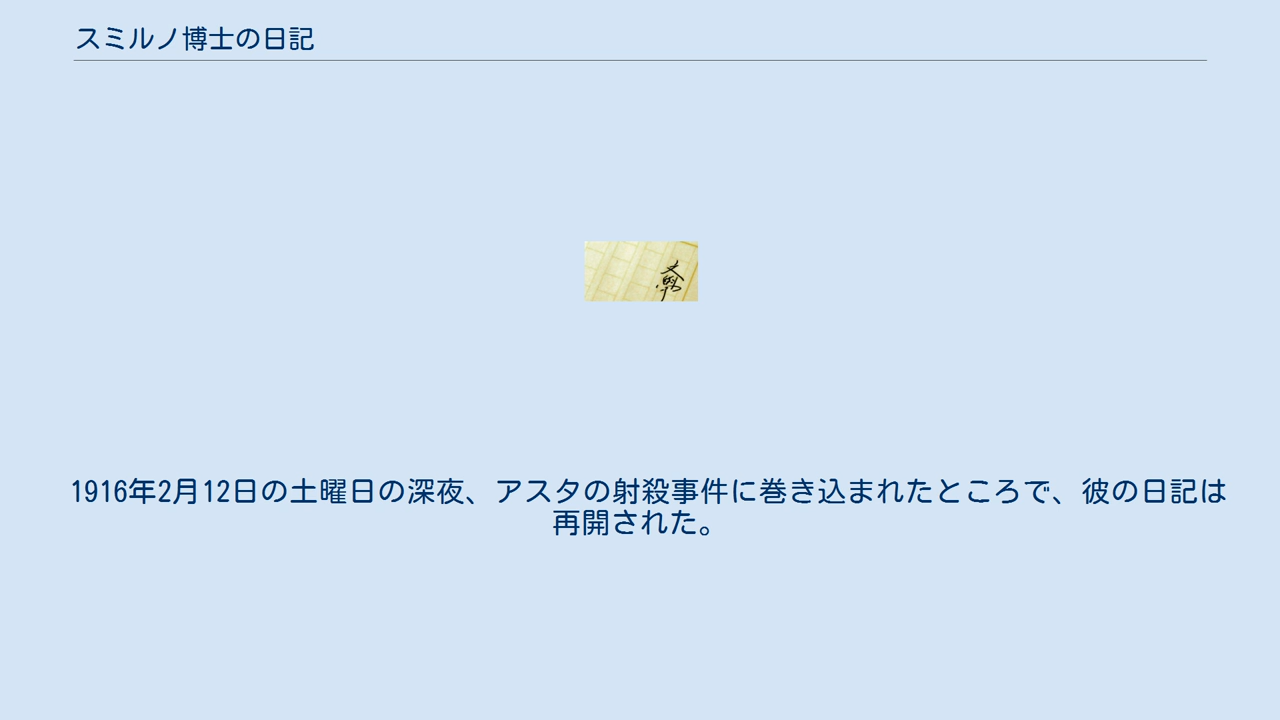 スミルノ博士の日記
1916年2月12日の土曜日の深夜、アスタの射殺事件に巻き込まれたところで、彼の日記は
再開された。